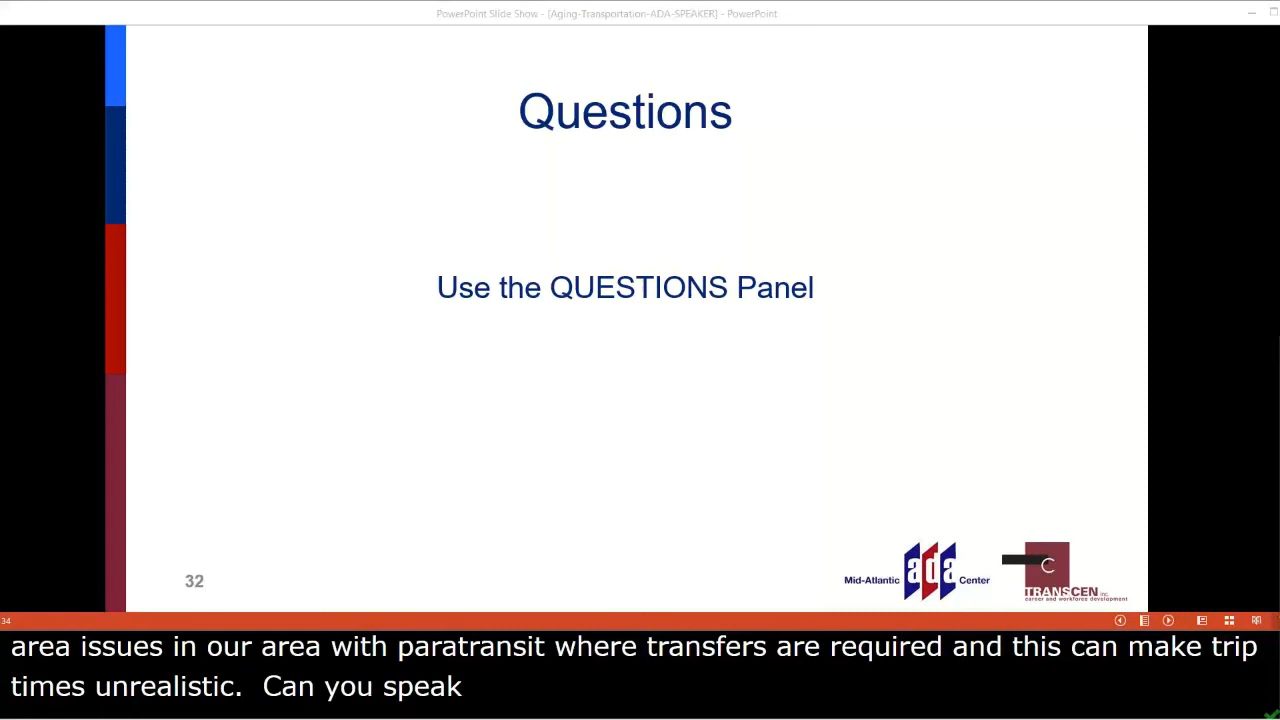 PowerPoint Slide Show - [Aging-Transportation-ADA-SPEAKER] - PowerPoint
Questions
Use the QUESTIONS Panel
32
Mid-Atlantic ada Center
C
TRANSCEN inc.
career and workforce development
34
area issues in our area with paratransit where transfers are required and this can make trip
times unrealistic.  Can you speak